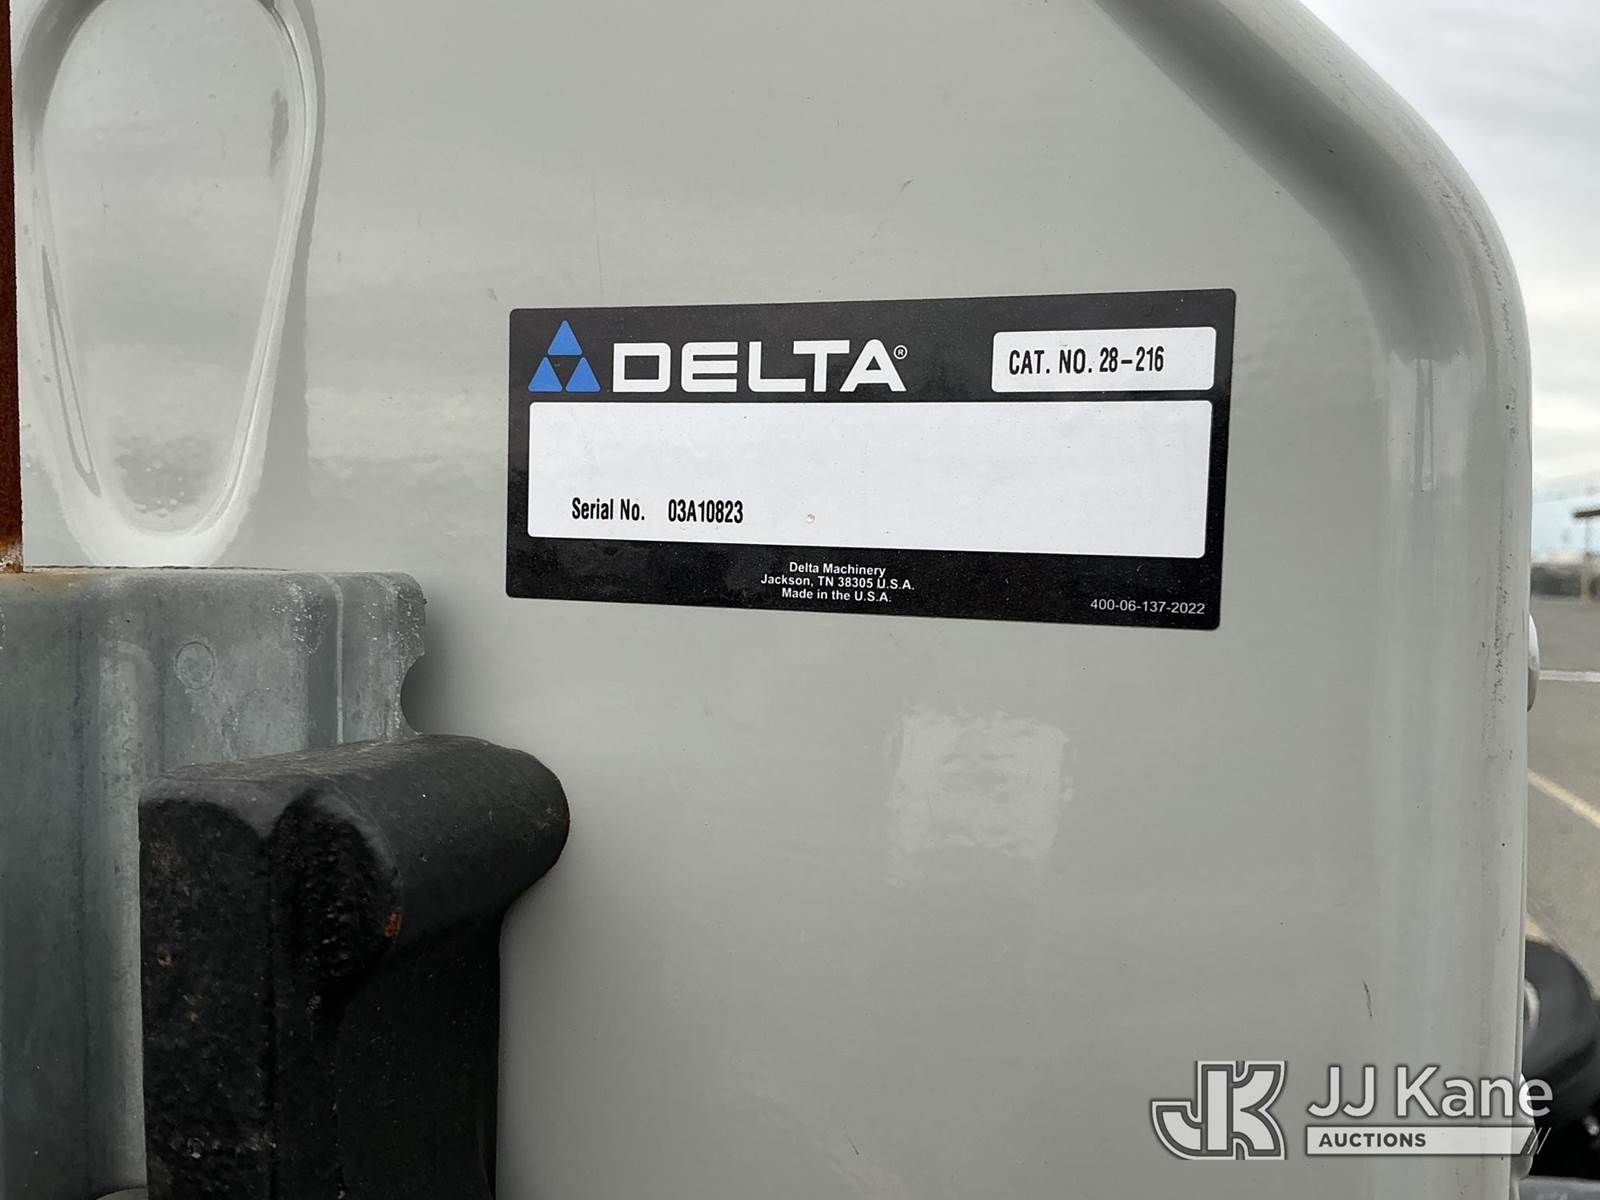 DELTA®
CAT. NO. 28-216
Serial No. 03A10823
Delta Machinery
Jackson, TN 38305 U.S.A.
Made in the U.S.A.
400-06-137-2022
JK JJ Kane
AUCTIONS